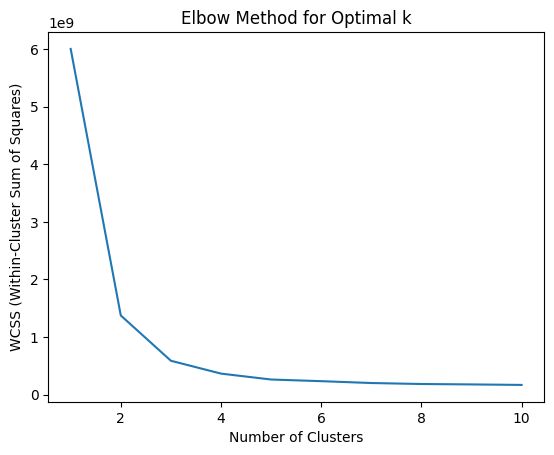 Elbow Method for Optimal k
1e9
6
5
4
3
2
1
0
WCSS (Within-Cluster Sum of Squares)
2 4 6 8 10
Number of Clusters